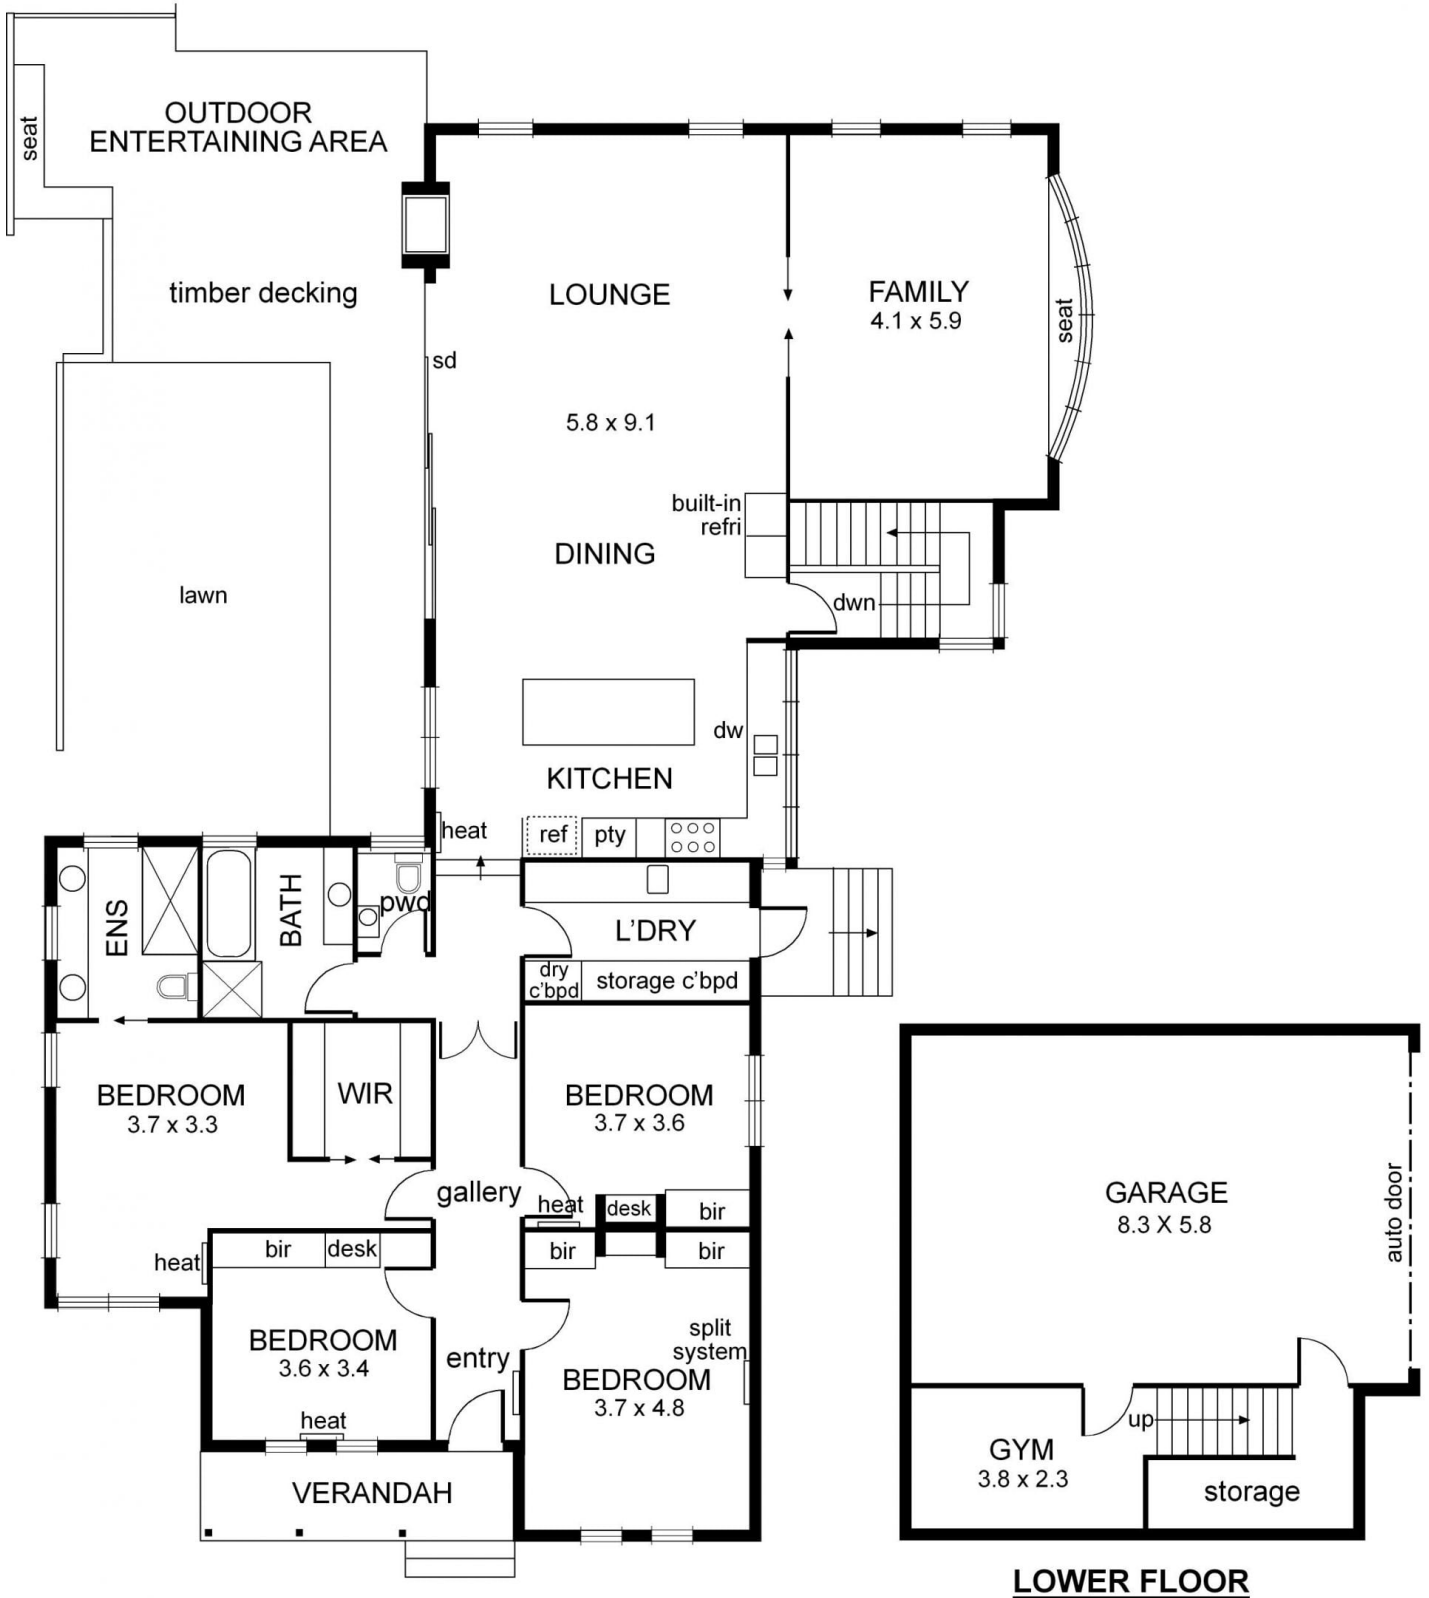 OUTDOOR
ENTERTAINING AREA
seat
timber decking
LOUNGE
FAMILY
4.1 x 5.9
seat
sd
5.8 x 9.1
built-in
refri
DINING
lawn
dwn
dw
KITCHEN
heat
ref
pty
ENS
BATH
pwd
L'DRY
dry
c'bpd
storage c'bpd
BEDROOM
3.7 x 3.3
WIR
BEDROOM
3.7 x 3.6
gallery
heat
desk
bir
heat
bir
desk
bir
bir
BEDROOM
3.6 x 3.4
entry
split
system
BEDROOM
3.7 x 4.8
heat
VERANDAH
GARAGE
8.3 X 5.8
auto door
up
GYM
3.8 x 2.3
storage
LOWER FLOOR